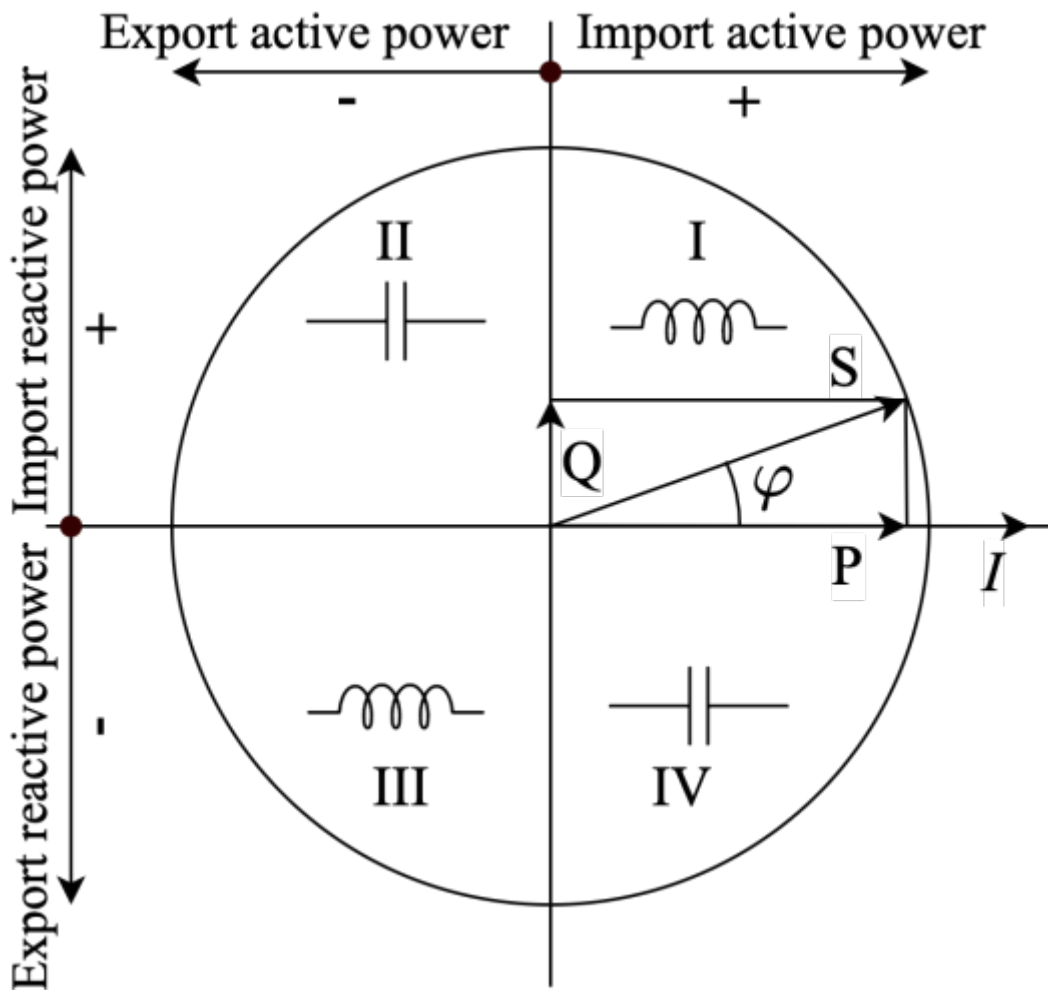 Export active power
Import active power
-
+
Import reactive power
+
II
I
S
Q
φ
P
I
Export reactive power
-
III
IV